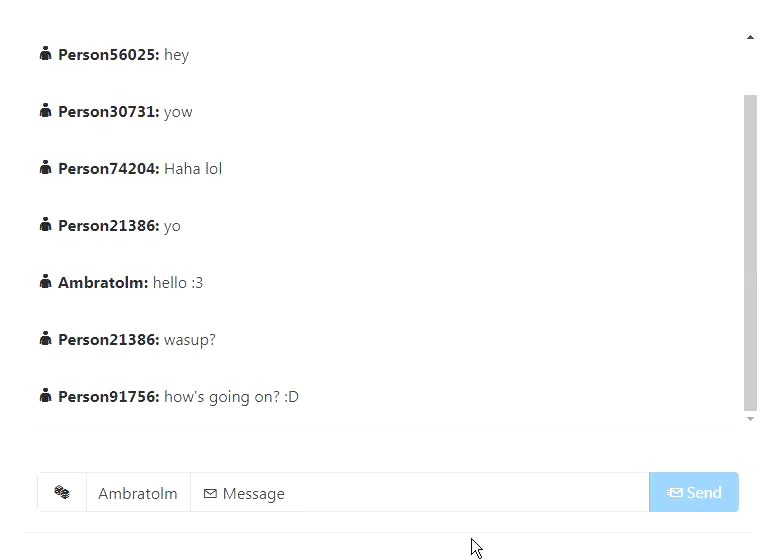 Person56025: hey
Person30731: yow
Person74204: Haha lol
Person21386: yo
Ambratolm: hello :3
Person21386: wasup?
Person91756: how's going on? :D
Ambratolm Message Send